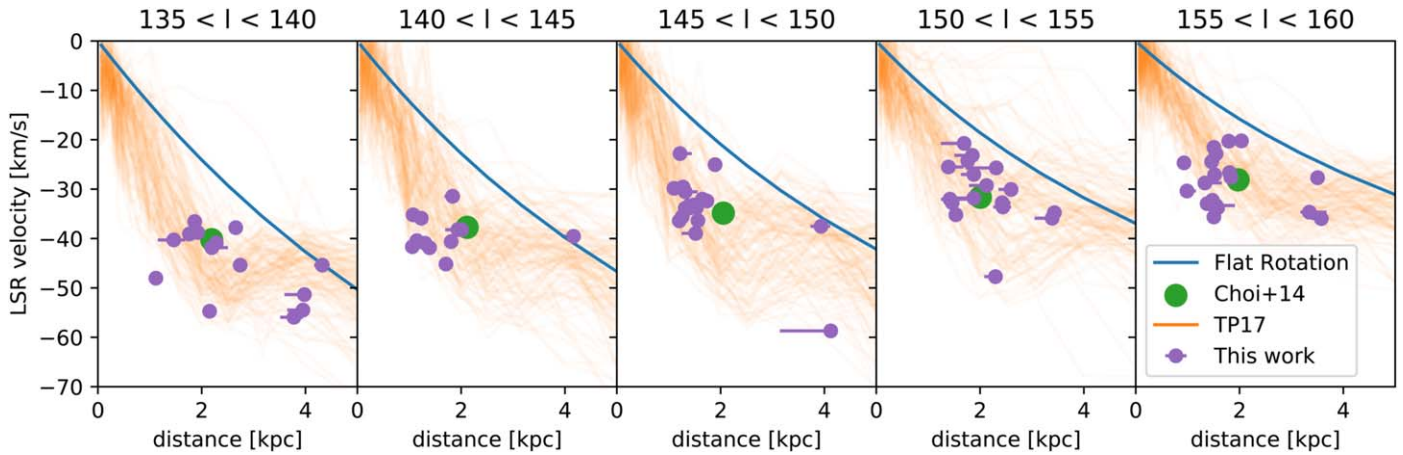 135 < l < 140
140 < l < 145
145 < l < 150
150 < l < 155
155 < l < 160
LSR velocity [km/s]
0
−10
−20
−30
−40
−50
−60
−70
Flat Rotation
Choi+14
TP17
This work
0 2 4
0 2 4
0 2 4
0 2 4
0 2 4
distance [kpc]
distance [kpc]
distance [kpc]
distance [kpc]
distance [kpc]